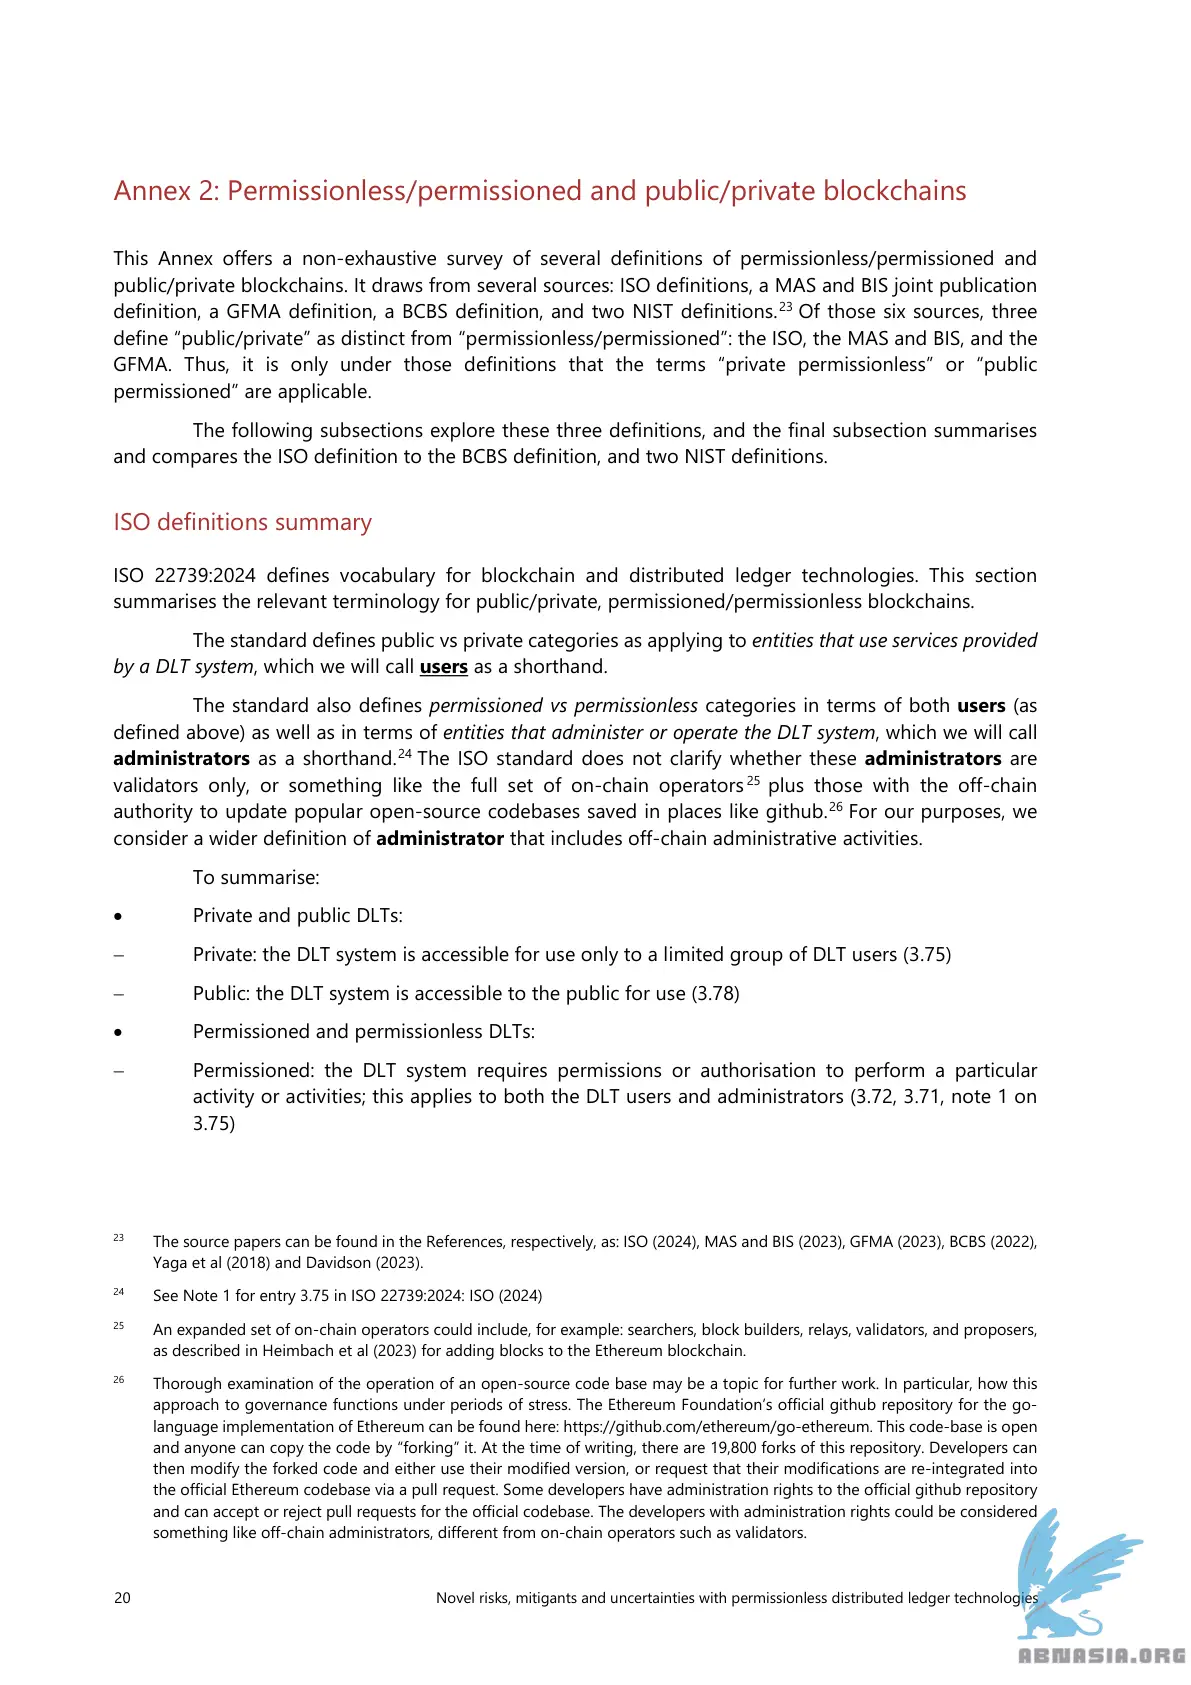 Annex 2: Permissionless/permissioned and public/private blockchains
This Annex offers a non-exhaustive survey of several definitions of permissionless/permissioned and
public/private blockchains. It draws from several sources: ISO definitions, a MAS and BIS joint publication
definition, a GFMA definition, a BCBS definition, and two NIST definitions.23 Of those six sources, three
define “public/private” as distinct from “permissionless/permissioned”: the ISO, the MAS and BIS, and the
GFMA. Thus, it is only under those definitions that the terms “private permissionless” or “public
permissioned” are applicable.
The following subsections explore these three definitions, and the final subsection summarises
and compares the ISO definition to the BCBS definition, and two NIST definitions.
ISO definitions summary
ISO 22739:2024 defines vocabulary for blockchain and distributed ledger technologies. This section
summarises the relevant terminology for public/private, permissioned/permissionless blockchains.
The standard defines public vs private categories as applying to entities that use services provided
by a DLT system, which we will call users as a shorthand.
The standard also defines permissioned vs permissionless categories in terms of both users (as
defined above) as well as in terms of entities that administer or operate the DLT system, which we will call
administrators as a shorthand.24 The ISO standard does not clarify whether these administrators are
validators only, or something like the full set of on-chain operators25 plus those with the off-chain
authority to update popular open-source codebases saved in places like github.26 For our purposes, we
consider a wider definition of administrator that includes off-chain administrative activities.
To summarise:
• Private and public DLTs:
– Private: the DLT system is accessible for use only to a limited group of DLT users (3.75)
– Public: the DLT system is accessible to the public for use (3.78)
• Permissioned and permissionless DLTs:
– Permissioned: the DLT system requires permissions or authorisation to perform a particular
activity or activities; this applies to both the DLT users and administrators (3.72, 3.71, note 1 on
3.75)
23 The source papers can be found in the References, respectively, as: ISO (2024), MAS and BIS (2023), GFMA (2023), BCBS (2022),
Yaga et al (2018) and Davidson (2023).
24 See Note 1 for entry 3.75 in ISO 22739:2024: ISO (2024)
25 An expanded set of on-chain operators could include, for example: searchers, block builders, relays, validators, and proposers,
as described in Heimbach et al (2023) for adding blocks to the Ethereum blockchain.
26 Thorough examination of the operation of an open-source code base may be a topic for further work. In particular, how this
approach to governance functions under periods of stress. The Ethereum Foundation’s official github repository for the go-
language implementation of Ethereum can be found here: https://github.com/ethereum/go-ethereum. This code-base is open
and anyone can copy the code by “forking” it. At the time of writing, there are 19,800 forks of this repository. Developers can
then modify the forked code and either use their modified version, or request that their modifications are re-integrated into
the official Ethereum codebase via a pull request. Some developers have administration rights to the official github repository
and can accept or reject pull requests for the official codebase. The developers with administration rights could be considered
something like off-chain administrators, different from on-chain operators such as validators.
20 Novel risks, mitigants and uncertainties with permissionless distributed ledger technologies
ABNASIA.ORG